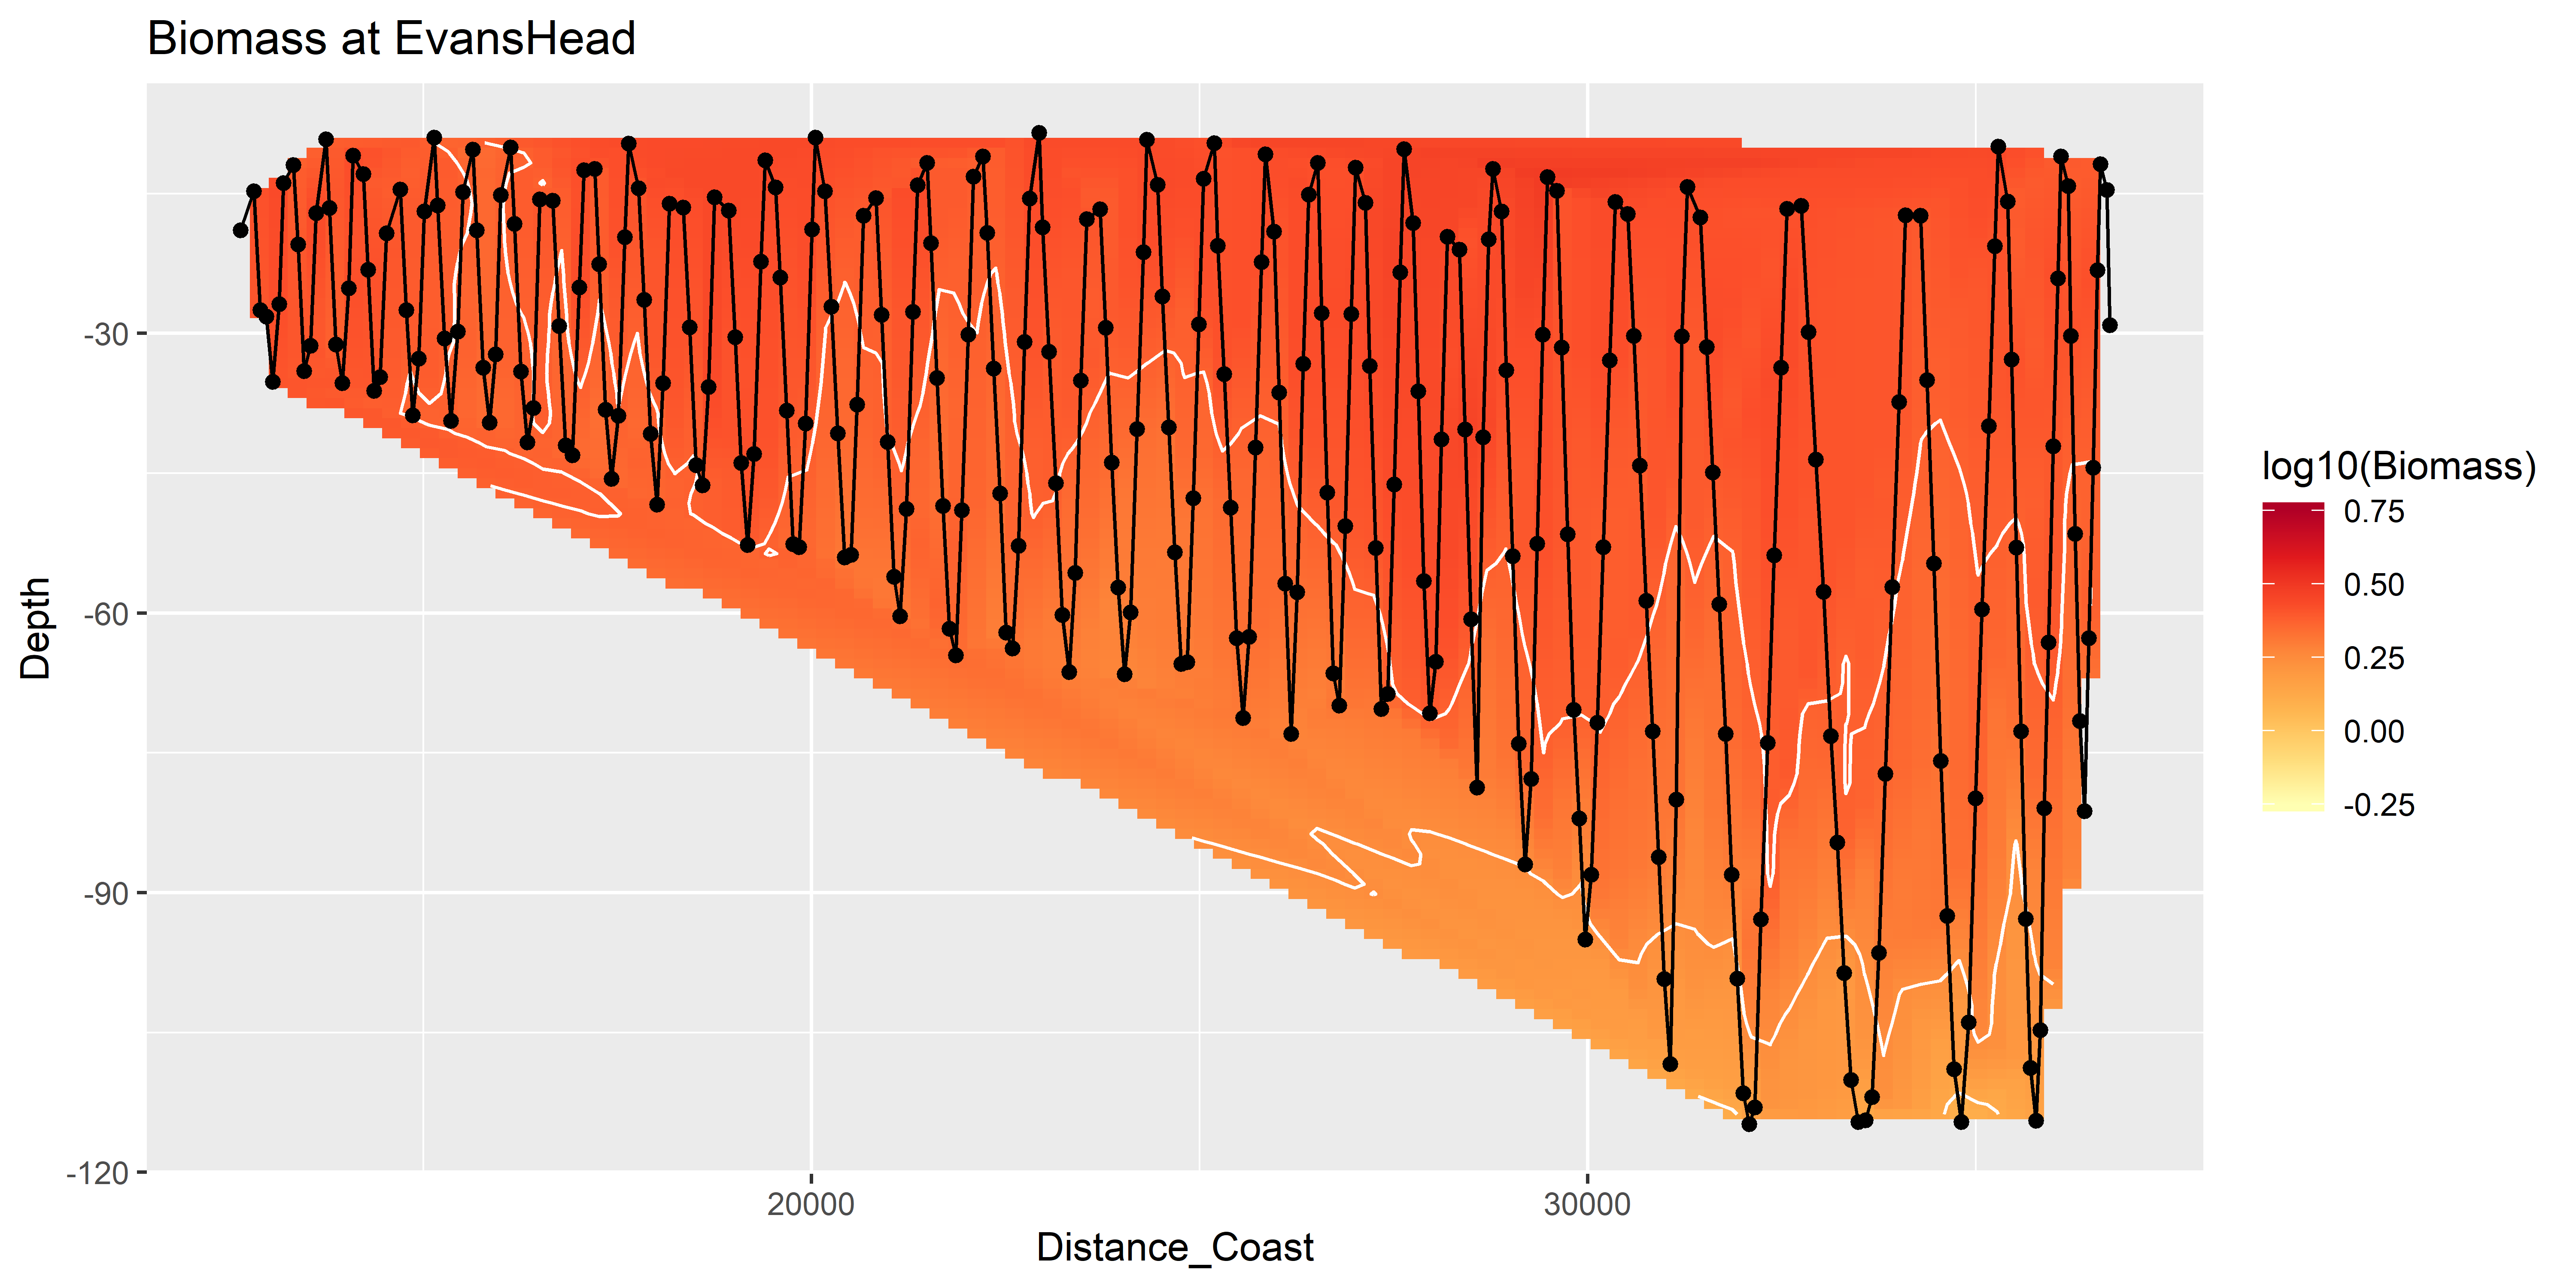 Biomass at EvansHead
Depth
-30
-60
-90
-120
20000
30000
Distance_Coast
log10(Biomass)
0.75
0.50
0.25
0.00
-0.25